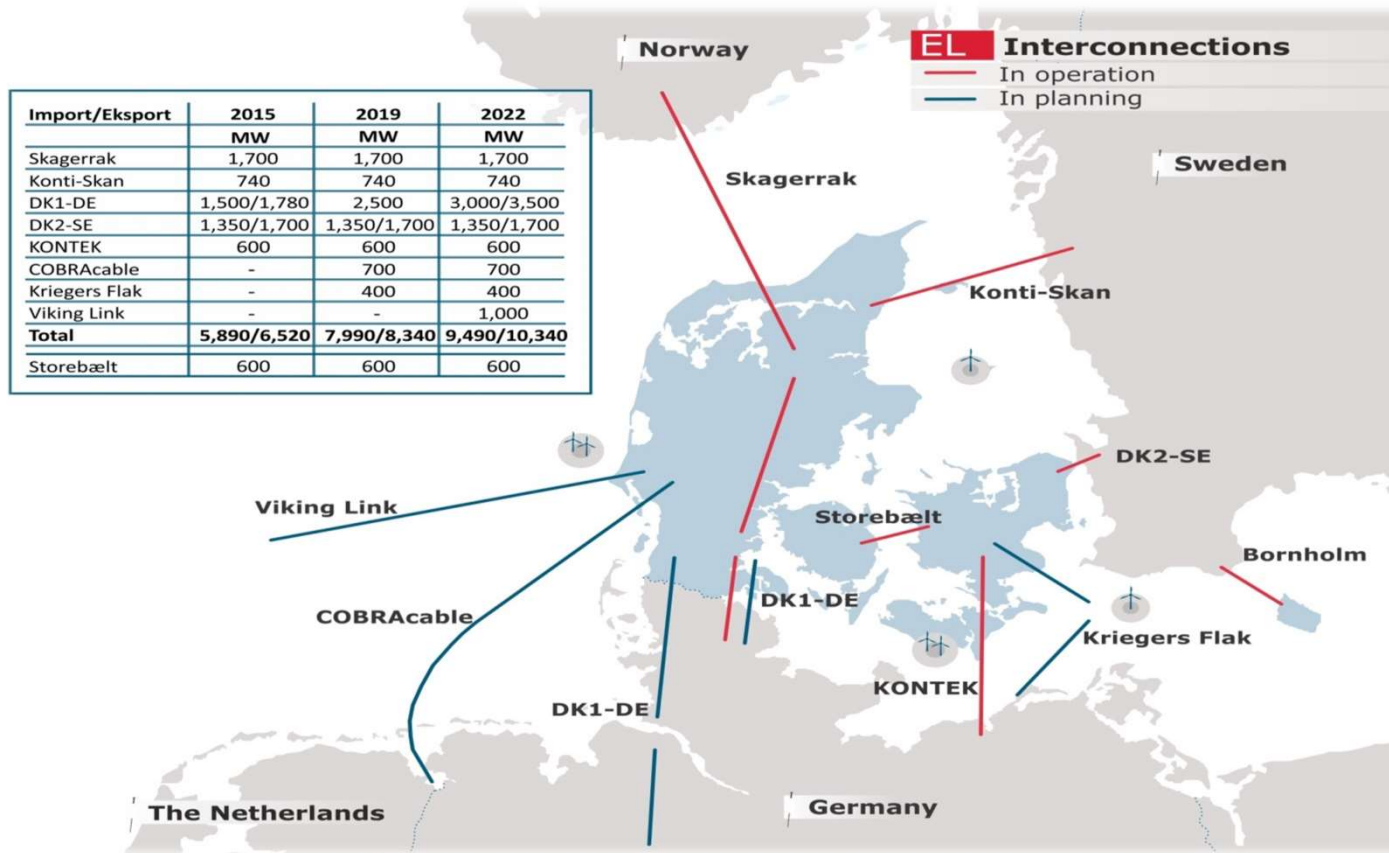 Norway
EL Interconnections
In operation
In planning
Import/Eksport 2015 2019 2022
MW MW MW
Skagerrak 1,700 1,700 1,700
Konti-Skan 740 740 740
DK1-DE 1,500/1,780 2,500 3,000/3,500
DK2-SE 1,350/1,700 1,350/1,700 1,350/1,700
KONTEK 600 600 600
COBRAcable - 700 700
Kriegers Flak - 400 400
Viking Link - - 1,000
Total 5,890/6,520 7,990/8,340 9,490/10,340
Storebælt 600 600 600
Sweden
Skagerrak
Konti-Skan
DK2-SE
Viking Link
Storebælt
Bornholm
DK1-DE
COBRAcable
Kriegers Flak
KONTEK
DK1-DE
The Netherlands
Germany